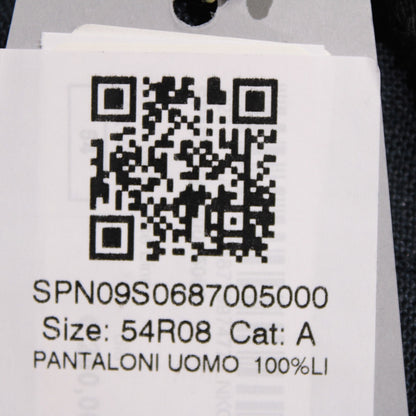 SPN09S0687005000
Size: 54R08 Cat: A
PANTALONI UOMO 100%LI